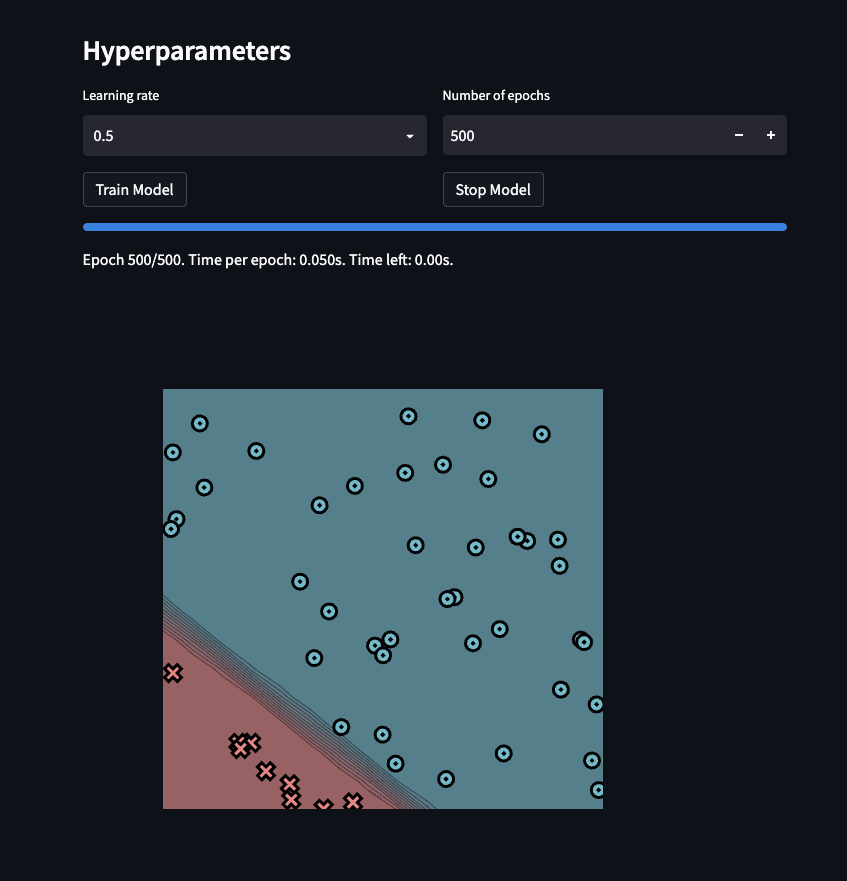 Hyperparameters
Learning rate
Number of epochs
0.5
500
Train Model
Stop Model
Epoch 500/500. Time per epoch: 0.050s. Time left: 0.00s.